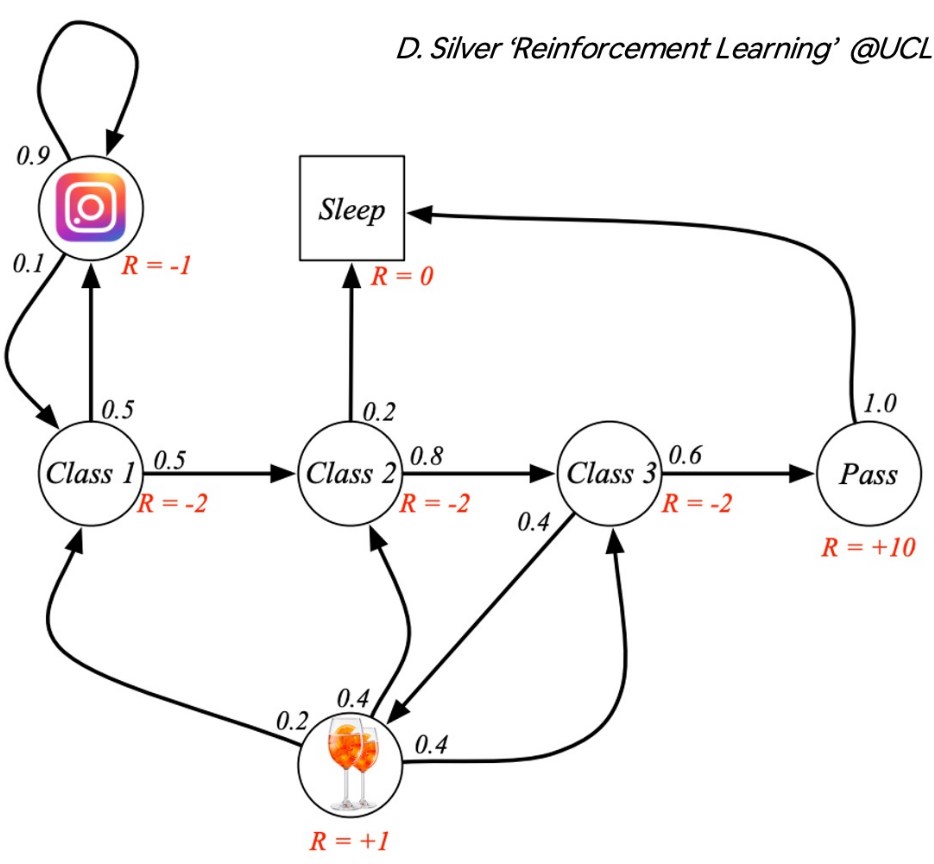 D. Silver ‘Reinforcement Learning’ @UCL
0.9
Sleep
0.1
R = -1
R = 0
0.5
0.2
1.0
Class 1
0.5
R = -2
Class 2
0.8
R = -2
Class 3
0.6
R = -2
Pass
0.4
R = +10
0.2
0.4
0.4
R = +1